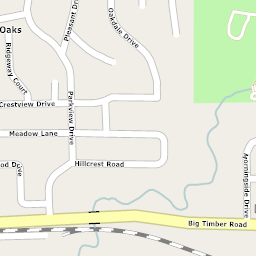 Oaks
Ridgeway Court
Pleasant Drive
Oakdale Drive
Crestview Drive
Parkview Drive
Meadow Lane
Hillcrest Road
od Drive
Morningside Drive
Big Timber Road